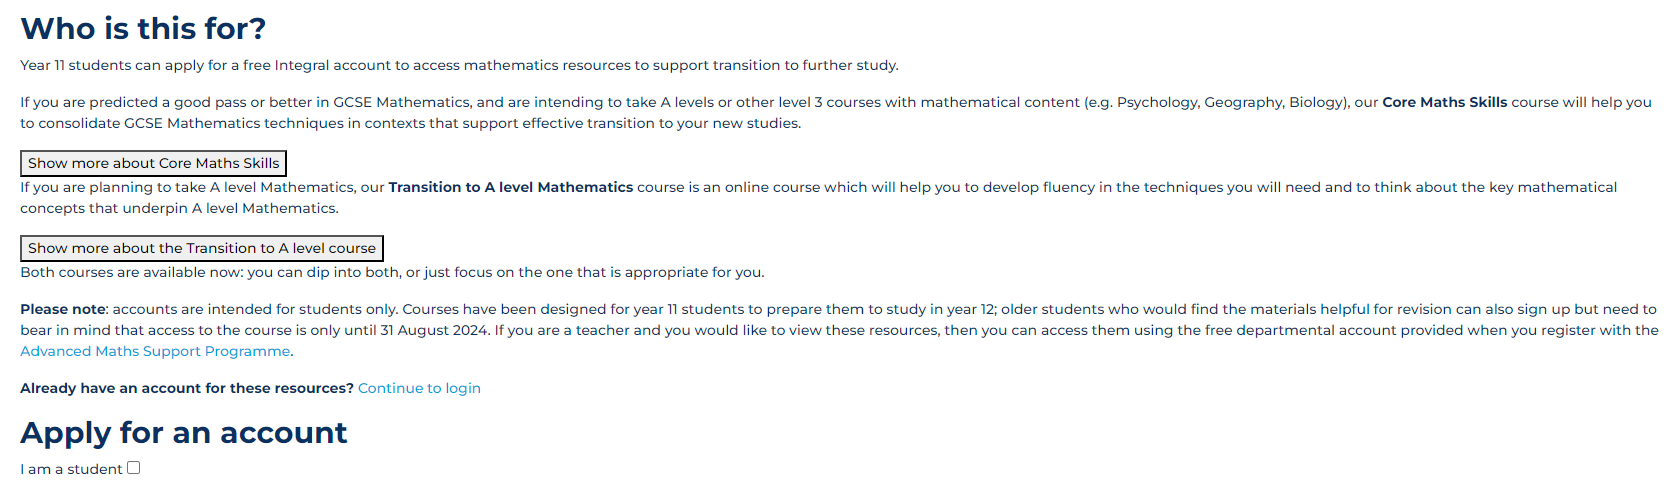 Who is this for?
Year 11 students can apply for a free Integral account to access mathematics resources to support transition to further study.
If you are predicted a good pass or better in GCSE Mathematics, and are intending to take A levels or other level 3 courses with mathematical content (e.g. Psychology, Geography, Biology), our Core Maths Skills course will help you
to consolidate GCSE Mathematics techniques in contexts that support effective transition to your new studies.
Show more about Core Maths Skills
If you are planning to take A level Mathematics, our Transition to A level Mathematics course is an online course which will help you to develop fluency in the techniques you will need and to think about the key mathematical
concepts that underpin A level Mathematics.
Show more about the Transition to A level course
Both courses are available now: you can dip into both, or just focus on the one that is appropriate for you.
Please note: accounts are intended for students only. Courses have been designed for year 11 students to prepare them to study in year 12; older students who would find the materials helpful for revision can also sign up but need to
bear in mind that access to the course is only until 31 August 2024. If you are a teacher and you would like to view these resources, then you can access them using the free departmental account provided when you register with the
Advanced Maths Support Programme.
Already have an account for these resources? Continue to login
Apply for an account
I am a student